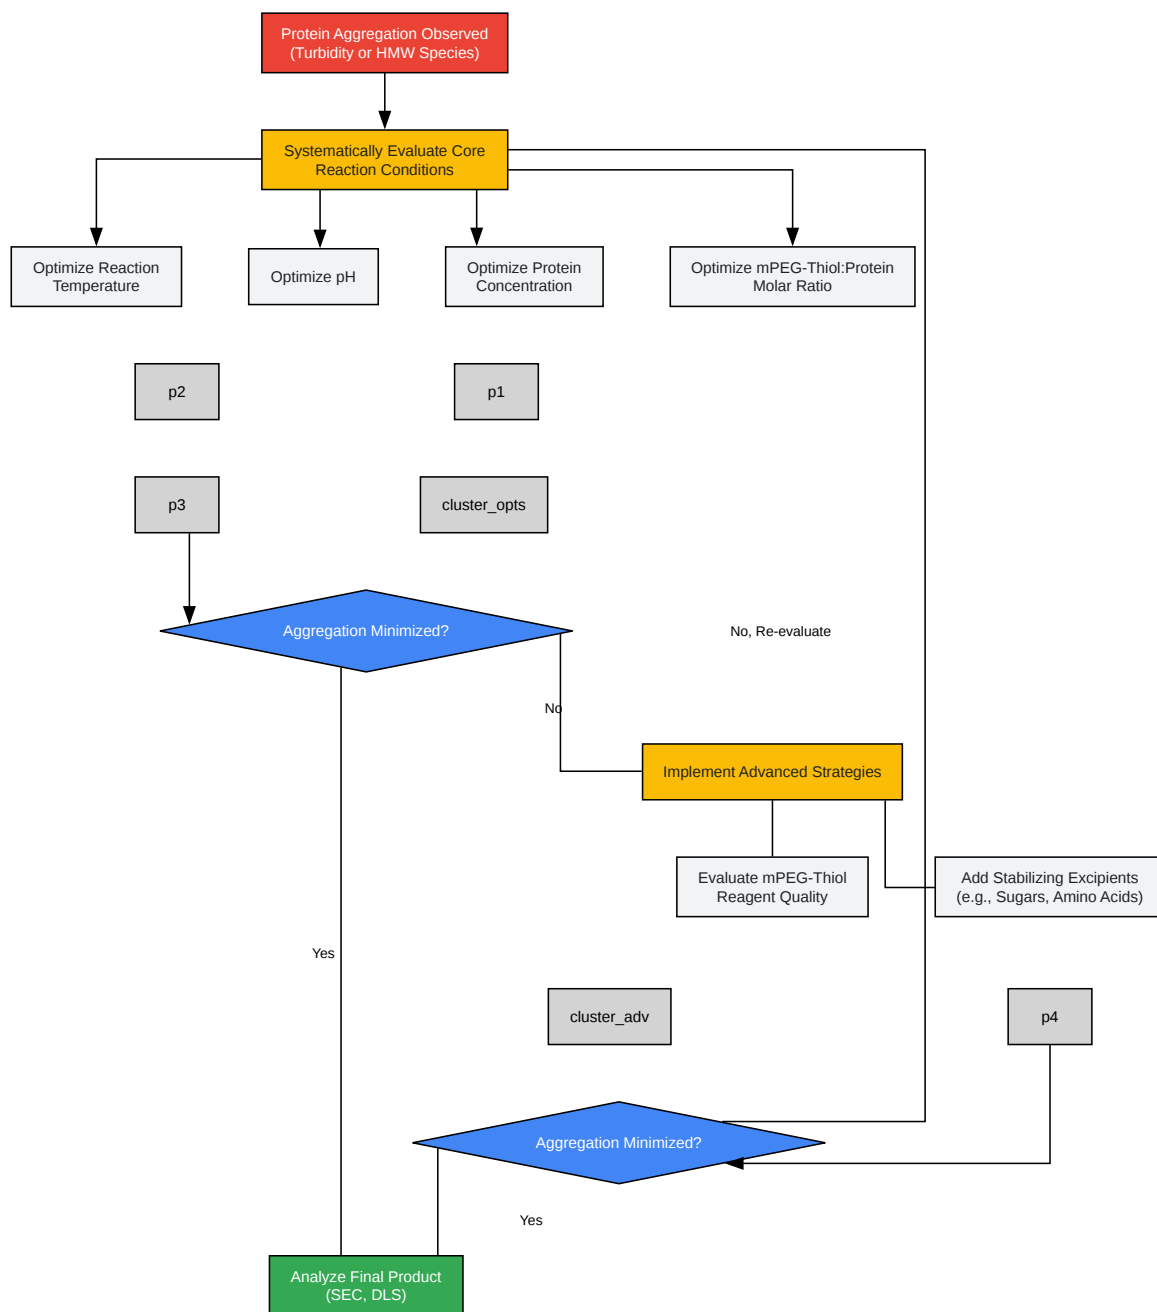 Protein Aggregation Observed
(Turbidity or HMW Species)
Systematically Evaluate Core
Reaction Conditions
Optimize Reaction
Temperature
Optimize pH
Optimize Protein
Concentration
Optimize mPEG-Thiol:Protein
Molar Ratio
p2
p1
p3
cluster_opts
Aggregation Minimized?
No, Re-evaluate
No
Implement Advanced Strategies
Evaluate mPEG-Thiol
Reagent Quality
Add Stabilizing Excipients
(e.g., Sugars, Amino Acids)
Yes
cluster_adv
p4
Aggregation Minimized?
Yes
Analyze Final Product
(SEC, DLS)